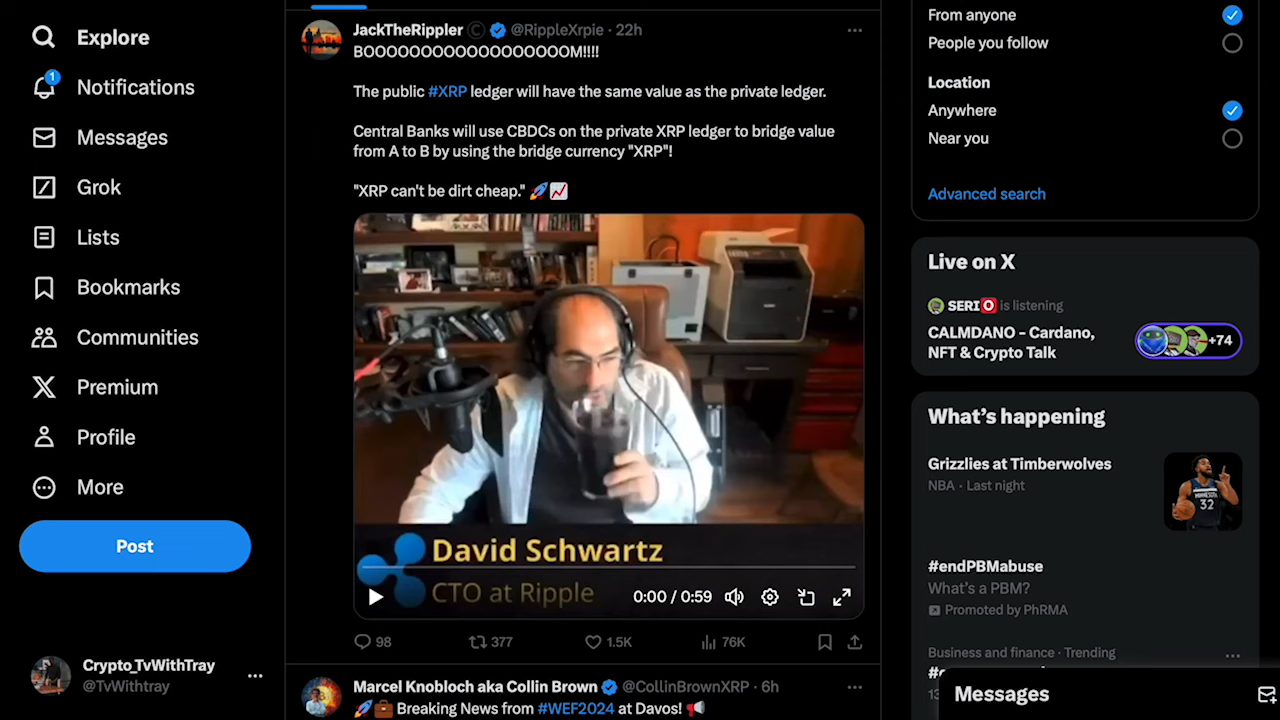 Explore
1
Notifications
Messages
Grok
Lists
Bookmarks
Communities
Premium
Profile
More
Post
Crypto_TvWithTray
@TvWithtray
JackTheRippler © @RippleXrpie · 22h
BOOOOOOOOOOOOOOOOOOM!!!!
The public #XRP ledger will have the same value as the private ledger.
Central Banks will use CBDCs on the private XRP ledger to bridge value
from A to B by using the bridge currency "XRP"!
"XRP can't be dirt cheap." 🚀📈
David Schwartz
CTO at Ripple
0:00 / 0:59
98
377
1.5K
76K
Marcel Knobloch aka Collin Brown @CollinBrownXRP · 6h
🚀💼 Breaking News from #WEF2024 at Davos! 📢
From anyone
People you follow
Location
Anywhere
Near you
Advanced search
Live on X
SERI🅾 is listening
CALMDANO - Cardano,
NFT & Crypto Talk
+74
What's happening
Grizzlies at Timberwolves
NBA · Last night
MINNESOTA
32
#endPBMabuse
What's a PBM?
Promoted by PhRMA
Business and finance · Trending
Messages